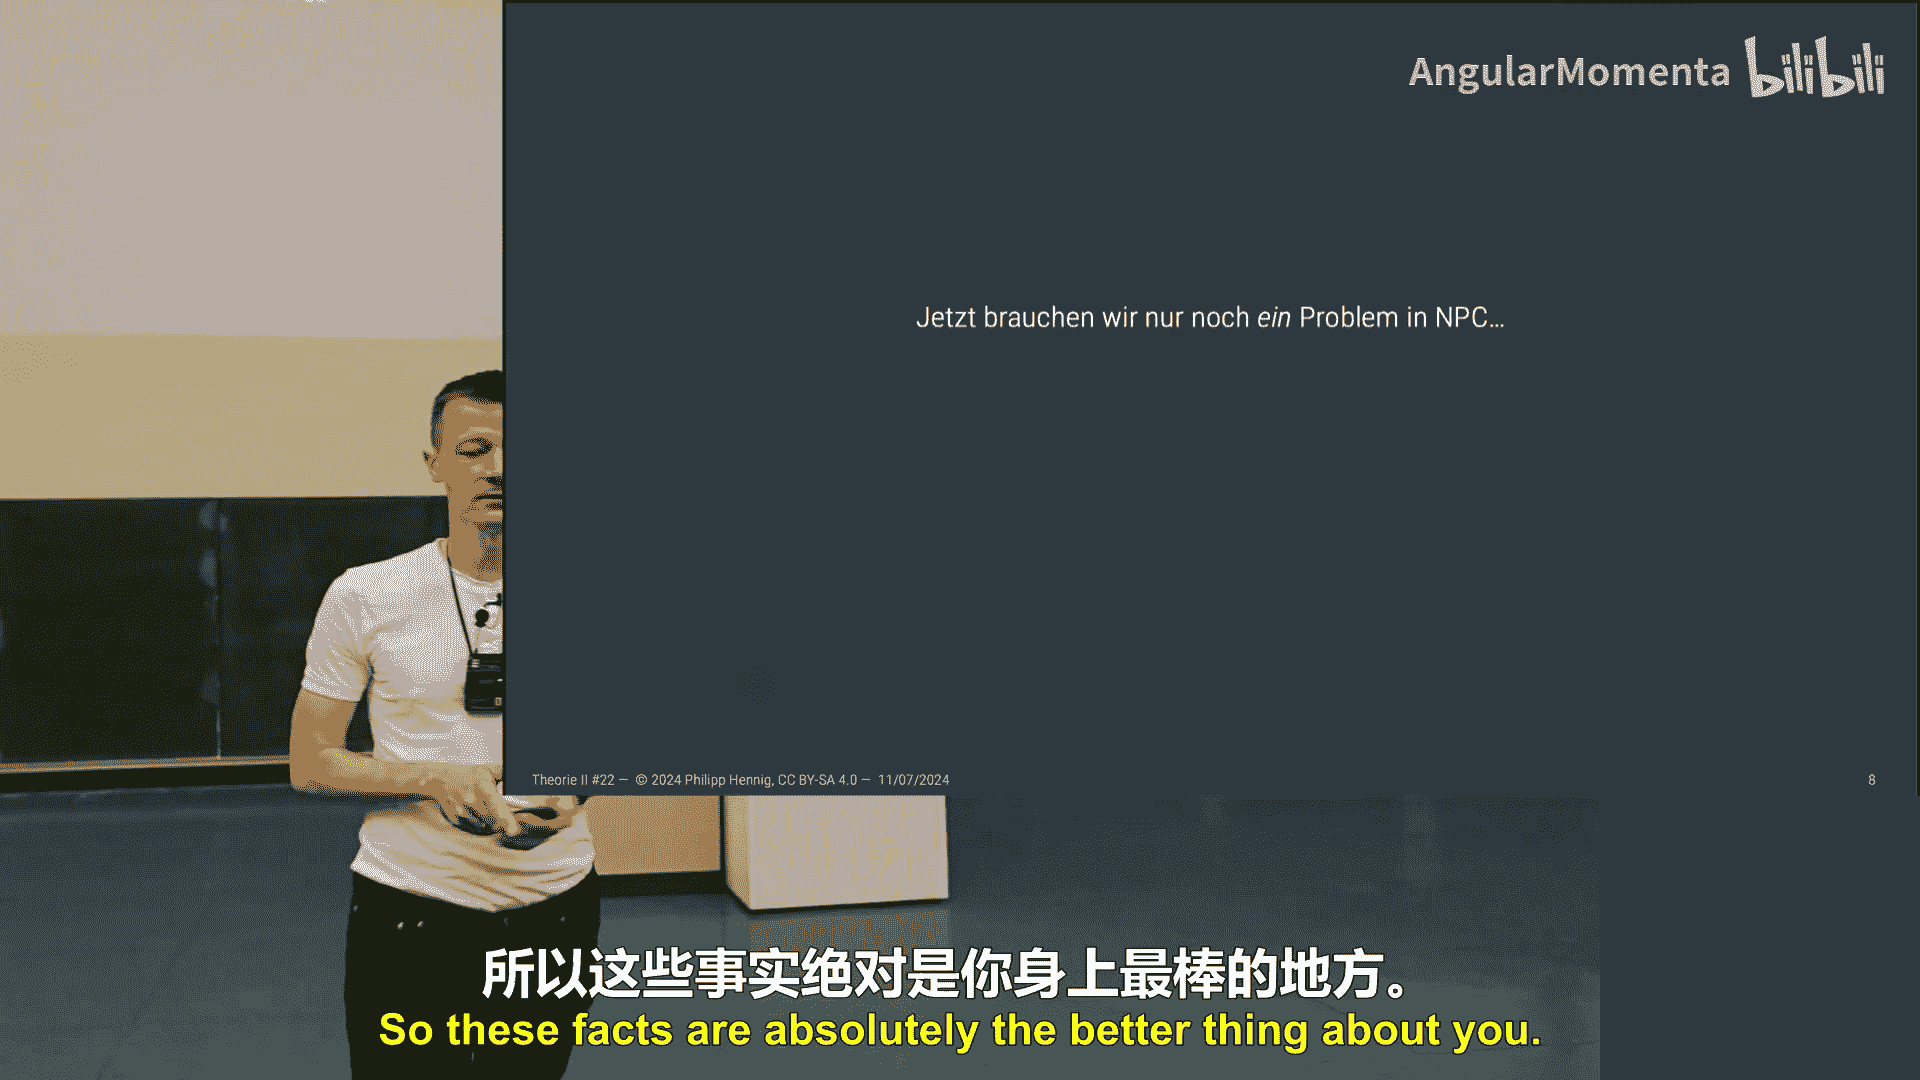 AngularMomenta bilibili
Jetzt brauchen wir nur noch ein Problem in NPC…
Theorie II #22 — © 2024 Philipp Hennig, CC BY-SA 4.0 — 11/07/2024
8
所以这些事实绝对是你身上最棒的地方。
So these facts are absolutely the better thing about you.